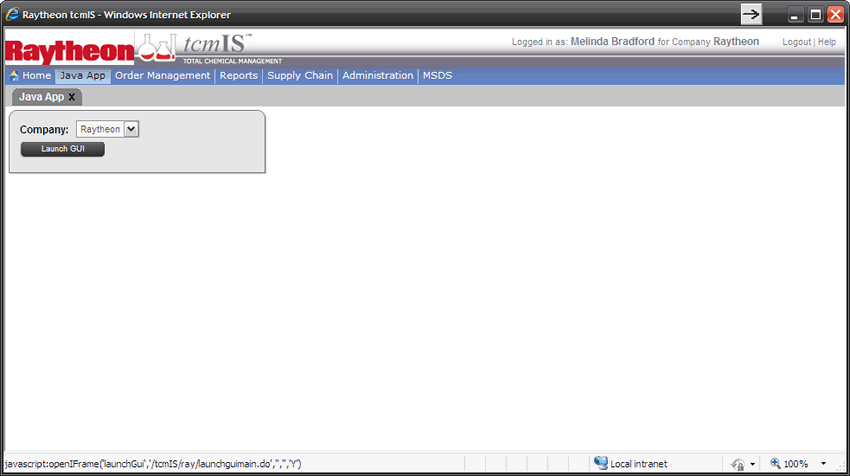 Raytheon tcmIS - Windows Internet Explorer
Raytheon tcmIS™ Logged in as: Melinda Bradford for Company Raytheon Logout | Help
TOTAL CHEMICAL MANAGEMENT
Home Java App Order Management Reports Supply Chain Administration MSDS
Java App X
Company: Raytheon
Launch GUI
javascript:openIFrame('launchGui','/tcmIS/ray/launchguimain.do','','','Y') Local intranet 100%